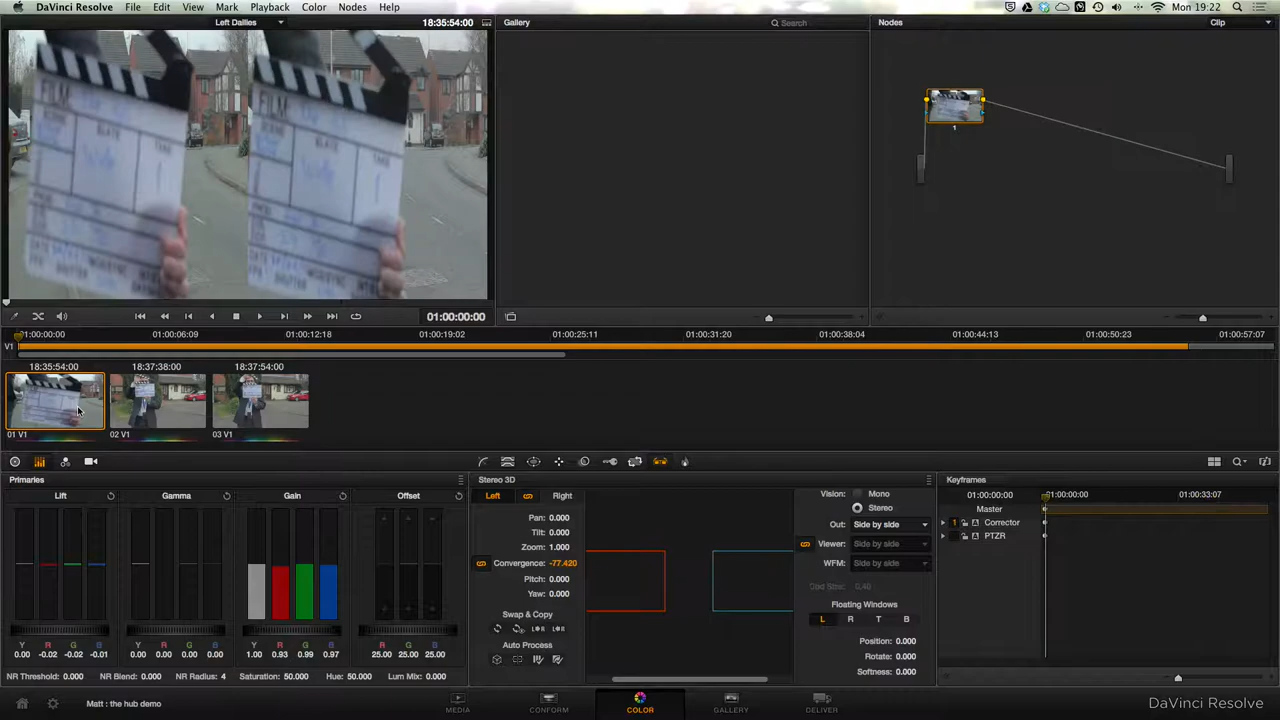 DaVinci Resolve File Edit View Mark Playback Color Nodes Help Mon 19:22
Left Dailies 18:35:54:00 Gallery Search Nodes Clip
FILM
SLATE
TAKE
SLATE
TAKE
1
01:00:00:00
01:00:00:00 01:00:06:09 01:00:12:18 01:00:19:02 01:00:25:11 01:00:31:20 01:00:38:04 01:00:44:13 01:00:50:23 01:00:57:07
V1
18:35:54:00 18:37:38:00 18:37:54:00
01 V1 02 V1 03 V1
Primaries Stereo 3D Keyframes
Lift Gamma Gain Offset
Left Right
Pan: 0.000
Tilt: 0.000
Zoom: 1.000
Convergence: -77.420
Pitch: 0.000
Yaw: 0.000
Swap & Copy
Auto Process
Vision: Mono
Stereo
Out: Side by side
Viewer: Side by side
WFM: Side by side
Floating Windows
L R T B
Position: 0.000
Rotate: 0.000
Softness: 0.000
01:00:00:00 01:00:00:00 01:00:33:07
Master
1 Corrector
PTZR
Y R G B Y R G B Y R G B R G B
0.00 -0.02 -0.02 -0.01 0.00 0.00 0.00 0.00 1.00 0.93 0.99 0.97 25.00 25.00 25.00
NR Threshold: 0.000 NR Blend: 0.000 NR Radius: 4 Saturation: 50.000 Hue: 50.000 Lum Mix: 0.000
Matt : the hub demo
MEDIA CONFORM COLOR GALLERY DELIVER
DaVinci Resolve